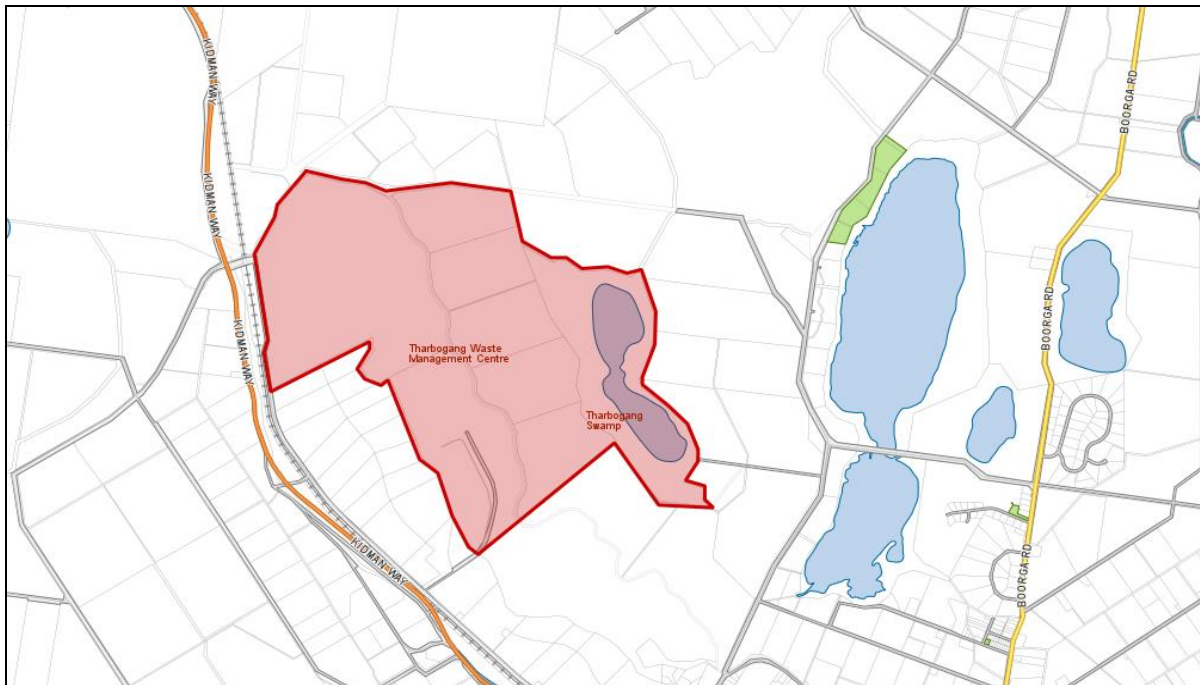 KIDMAN WAY
KIDMAN WAY
KIDMAN WAY
KIDMAN WAY
BOORGA RD
BOORGA RD
BOORGA RD
Tharbogang Waste
Management Centre
Tharbogang
Swamp